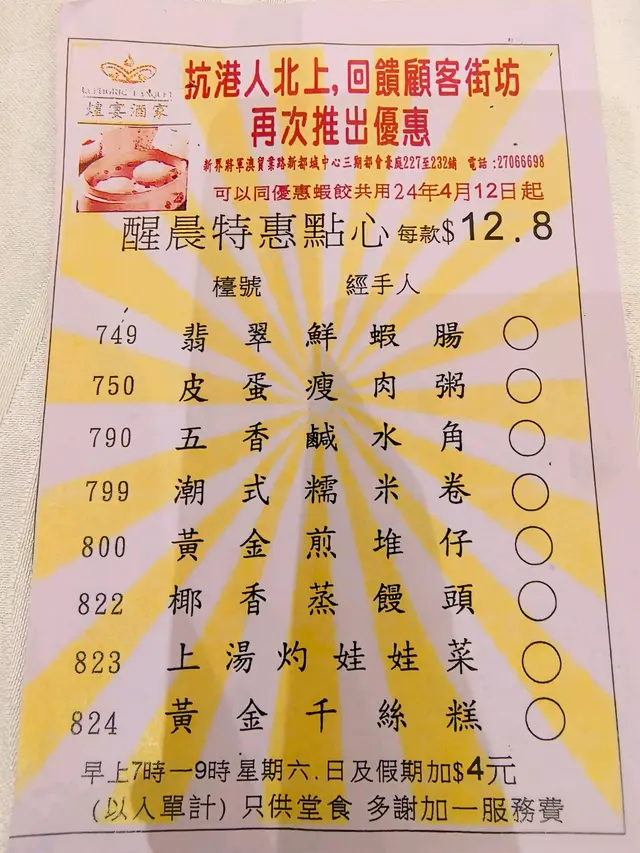 煌宴酒家
抗港人北上,回饋顧客街坊
再次推出優惠
新界將軍澳貿業路新都城中心三期都會豪庭227至232舖 電話:27066698
可以同優惠蝦餃共用24年4月12日起
醒晨特惠點心 每款$12.8
檯號 經手人
749 翡翠鮮蝦腸
750 皮蛋瘦肉粥
790 五香鹹水角
799 潮式糯米卷
800 黃金煎堆仔
822 椰香蒸饅頭
823 上湯灼娃娃菜
824 黃金千絲糕
早上7時一9時 星期六.日及假期加$4元
(以入單計) 只供堂食 多謝加一服務費